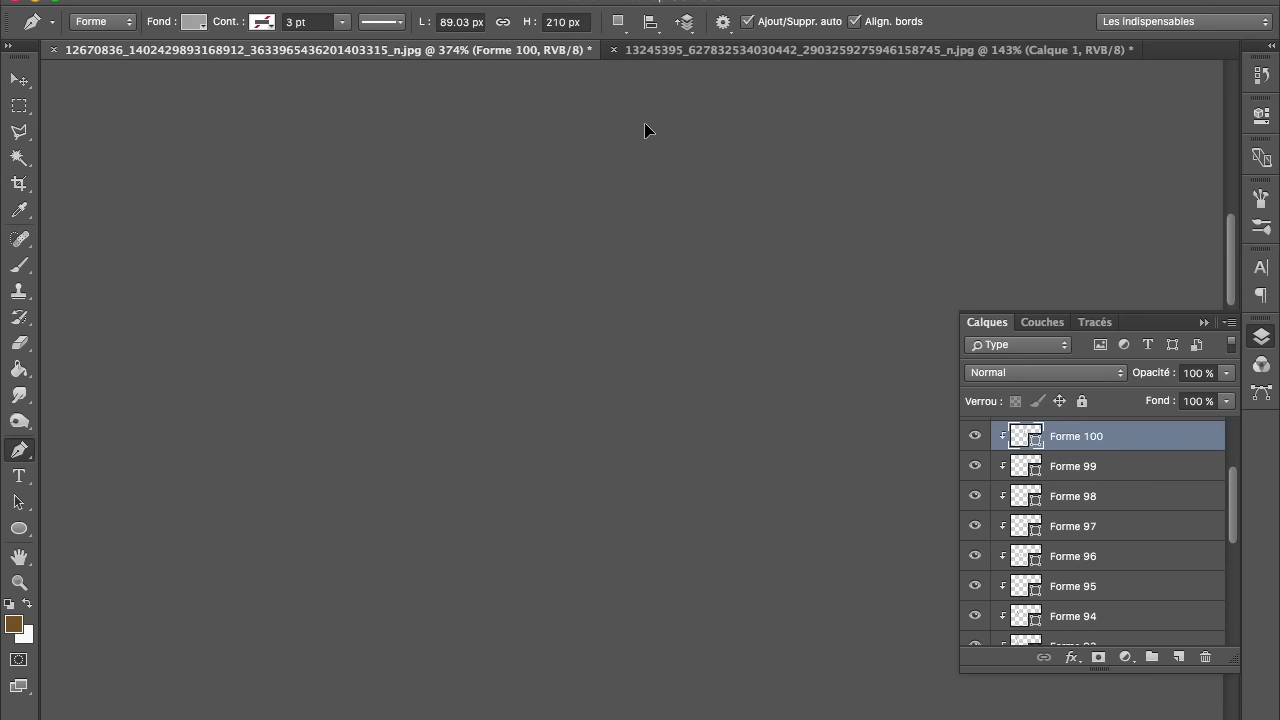 Forme Fond : Cont. : 3 pt L : 89.03 px H : 210 px Ajout/Suppr. auto Align. bords Les indispensables
12670836_1402429893168912_3633965436201403315_n.jpg @ 374% (Forme 100, RVB/8) * 13245395_627832534030442_2903259275946158745_n.jpg @ 143% (Calque 1, RVB/8) *
Calques Couches Tracés
Type
Normal Opacité : 100 %
Verrou : Fond : 100 %
Forme 100
Forme 99
Forme 98
Forme 97
Forme 96
Forme 95
Forme 94